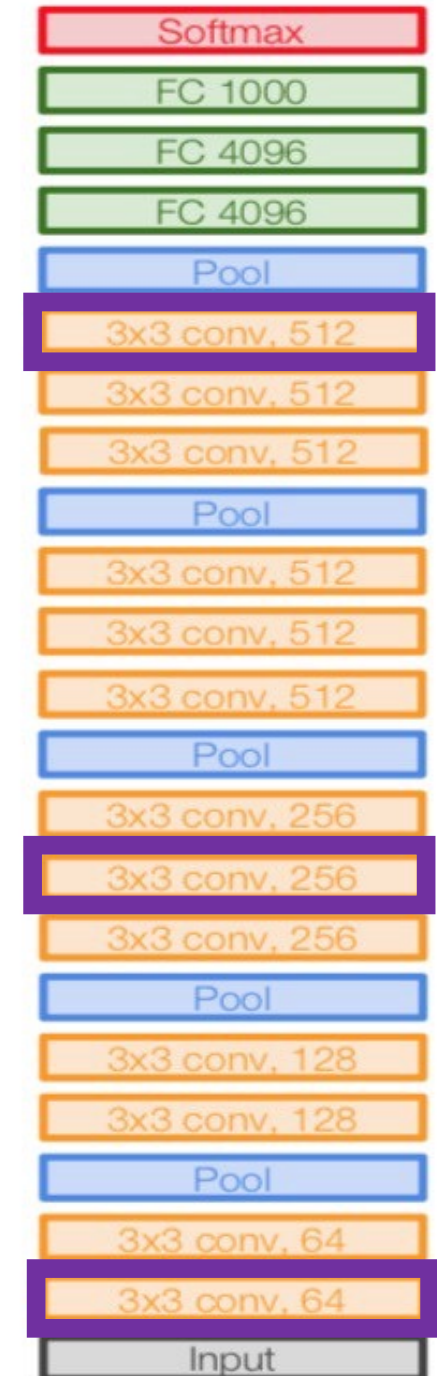 Softmax
FC 1000
FC 4096
FC 4096
Pool
3x3 conv, 512
3x3 conv, 512
3x3 conv, 512
Pool
3x3 conv, 512
3x3 conv, 512
3x3 conv, 512
Pool
3x3 conv, 256
3x3 conv, 256
3x3 conv, 256
Pool
3x3 conv, 128
3x3 conv, 128
Pool
3x3 conv, 64
3x3 conv, 64
Input